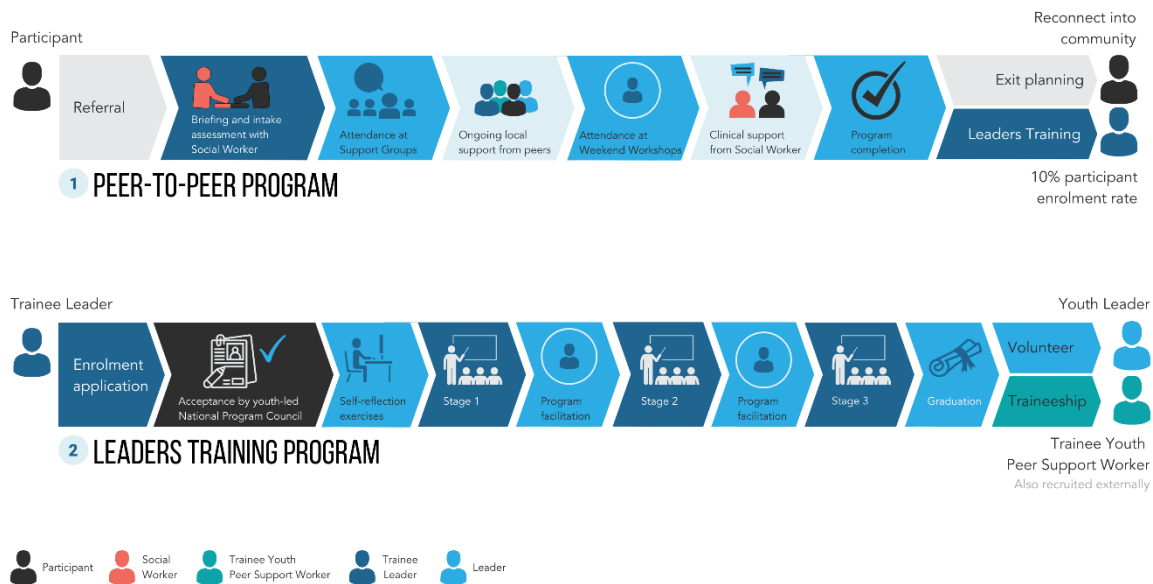 Participant
Reconnect into
community
Referral
Briefing and intake
assessment with
Social Worker
Attendance at
Support Groups
Ongoing local
support from peers
Attendance at
Weekend Workshops
Clinical support
from Social Worker
Program
completion
Exit planning
Leaders Training
1 PEER-TO-PEER PROGRAM
10% participant
enrolment rate
Trainee Leader
Youth Leader
Enrolment
application
Acceptance by youth-led
National Program Council
Self-reflection
exercises
Stage 1
Program
facilitation
Stage 2
Program
facilitation
Stage 3
Graduation
Volunteer
Traineeship
2 LEADERS TRAINING PROGRAM
Trainee Youth
Peer Support Worker
Also recruited externally
Participant
Social
Worker
Trainee Youth
Peer Support Worker
Trainee
Leader
Leader